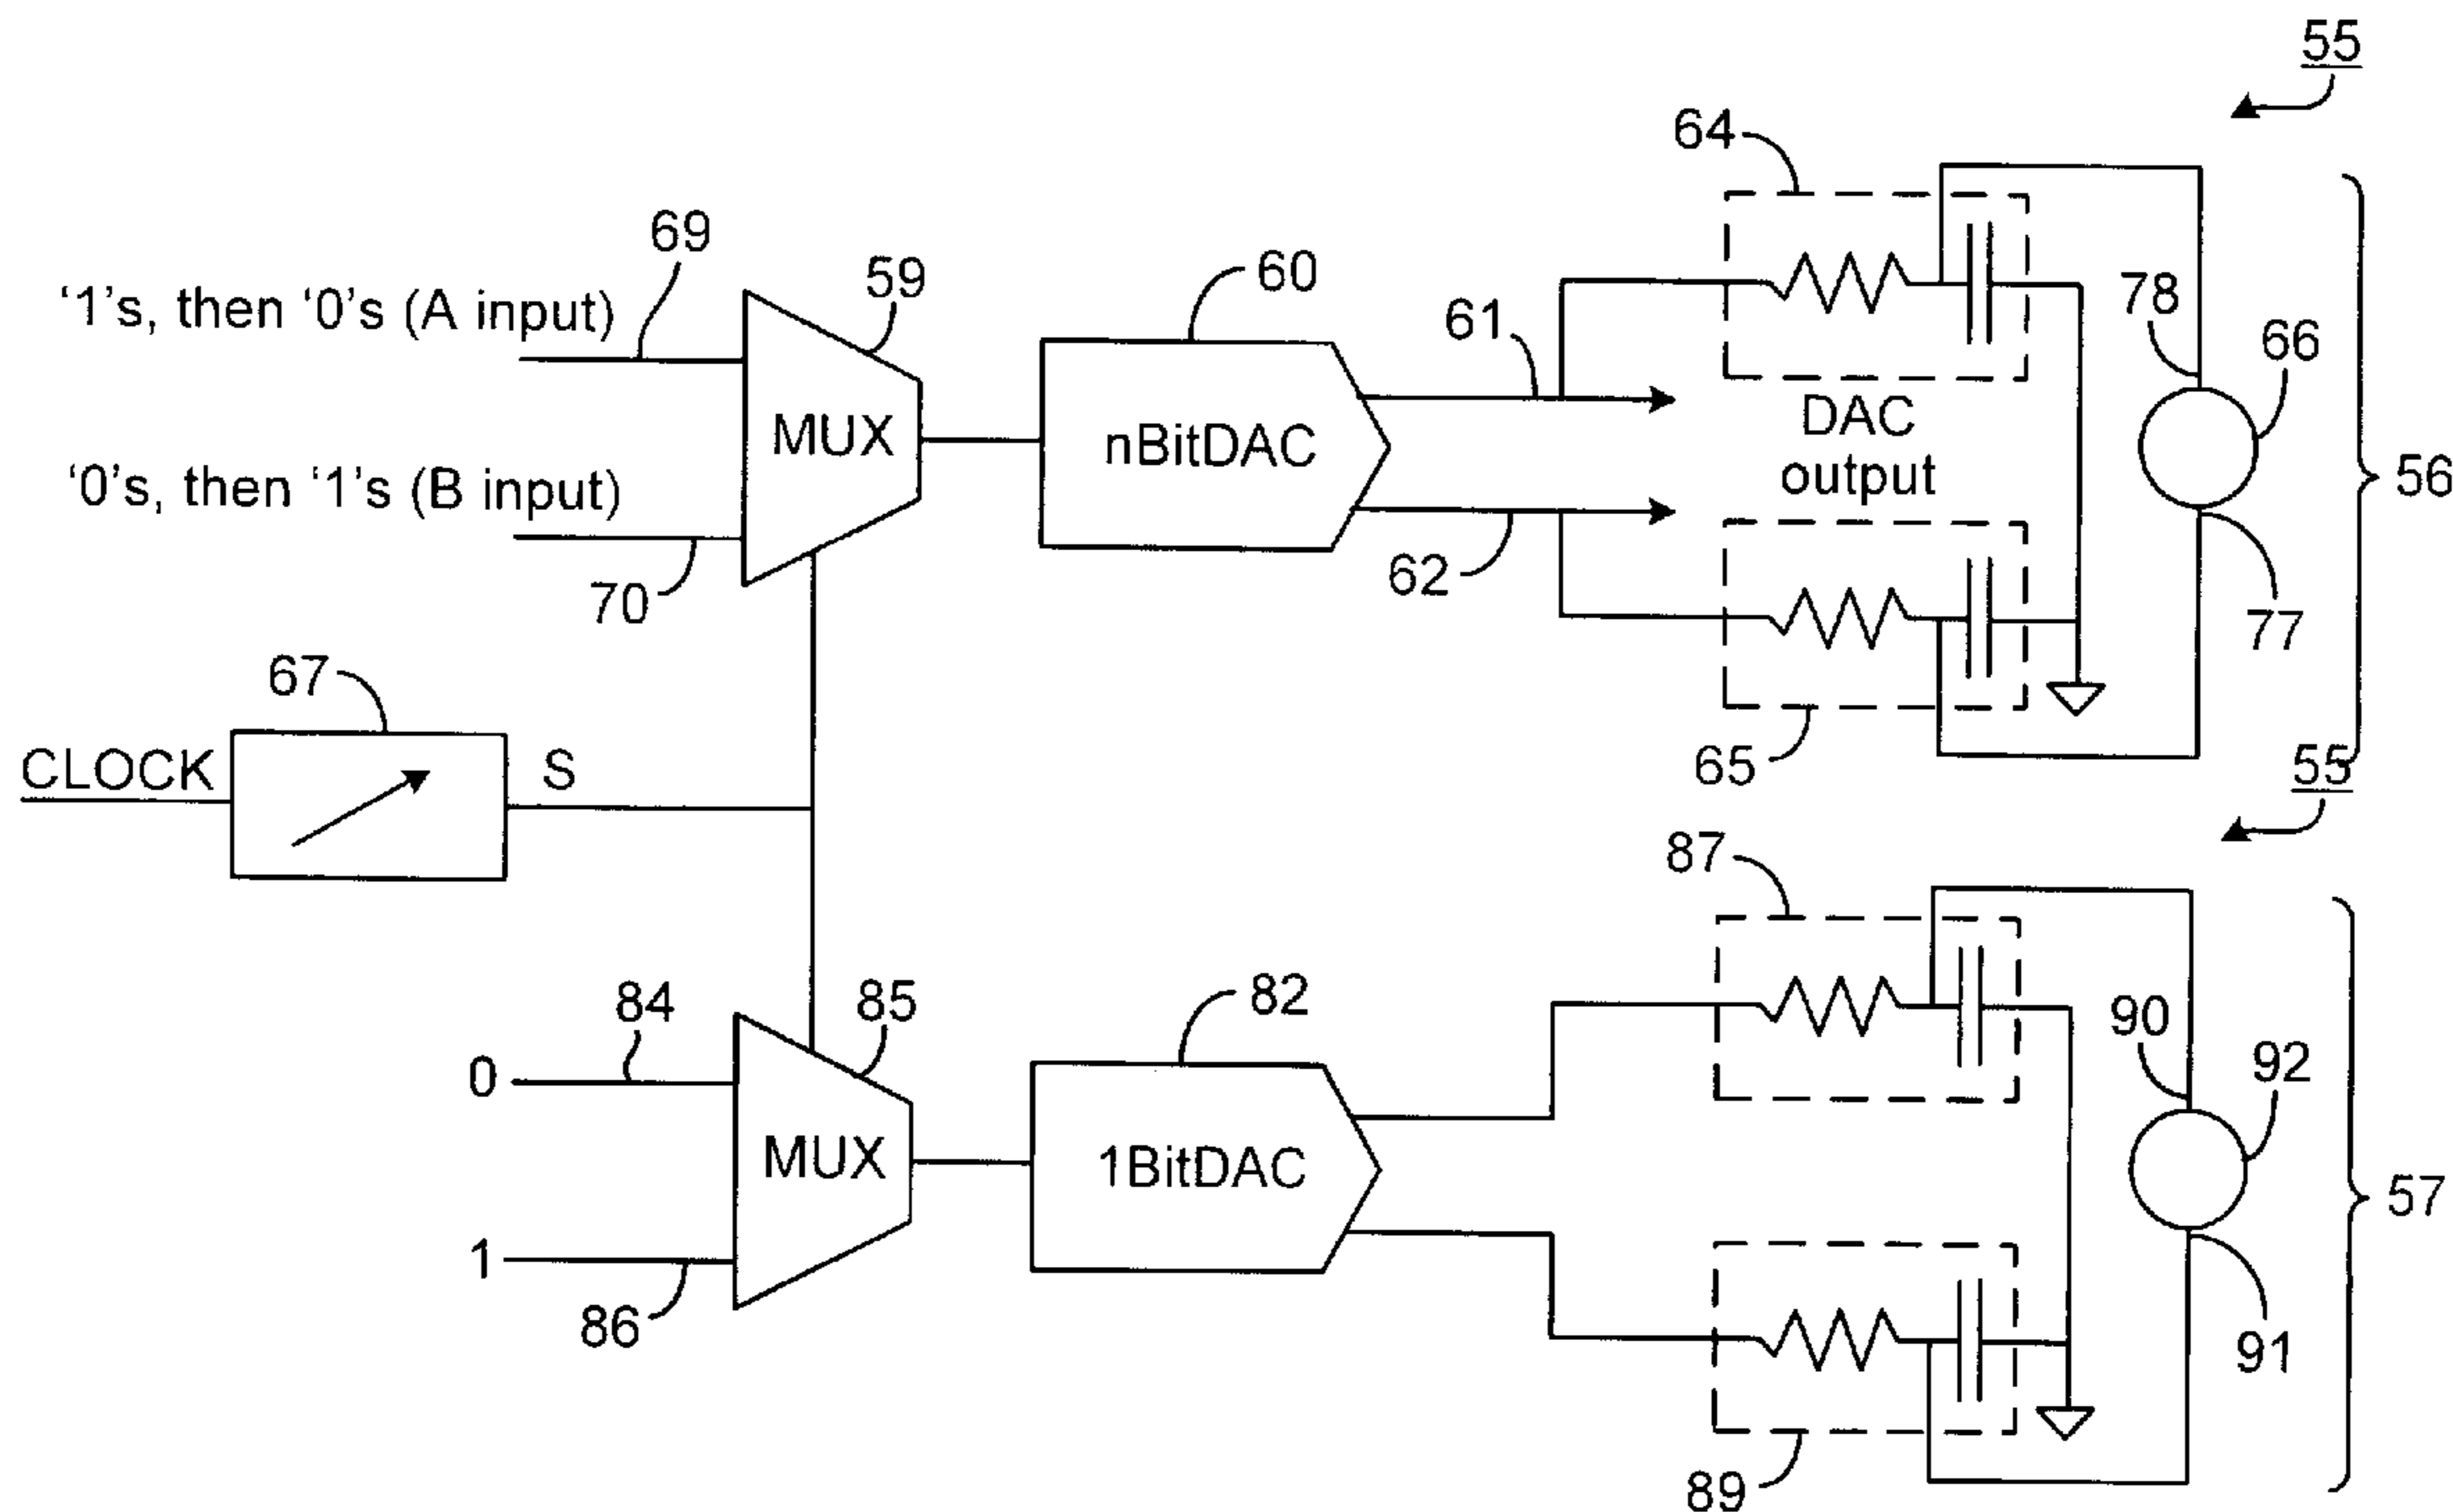 55
64
69
59
60
'1's, then '0's (A input)
61
78
66
MUX
nBitDAC
DAC
output
56
'0's, then '1's (B input)
70
62
77
67
65
CLOCK
S
55
87
84
85
82
90
92
0
MUX
1BitDAC
57
1
86
91
89